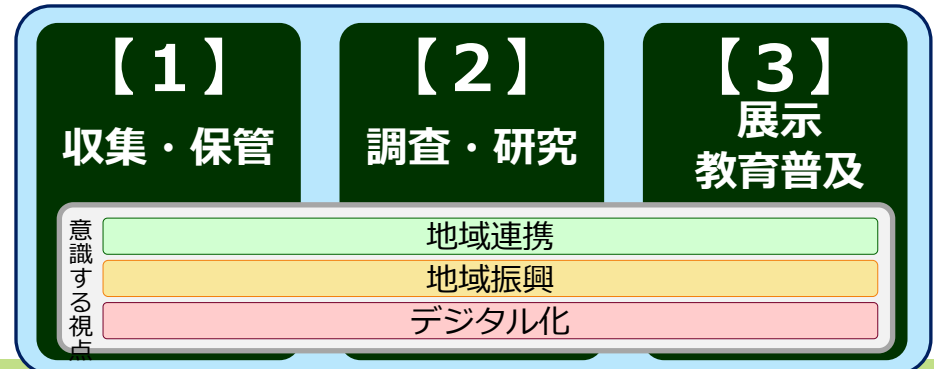 【１】
収集・保管
【２】
調査・研究
【３】
展示
教育普及
意識する視点
地域連携
地域振興
デジタル化